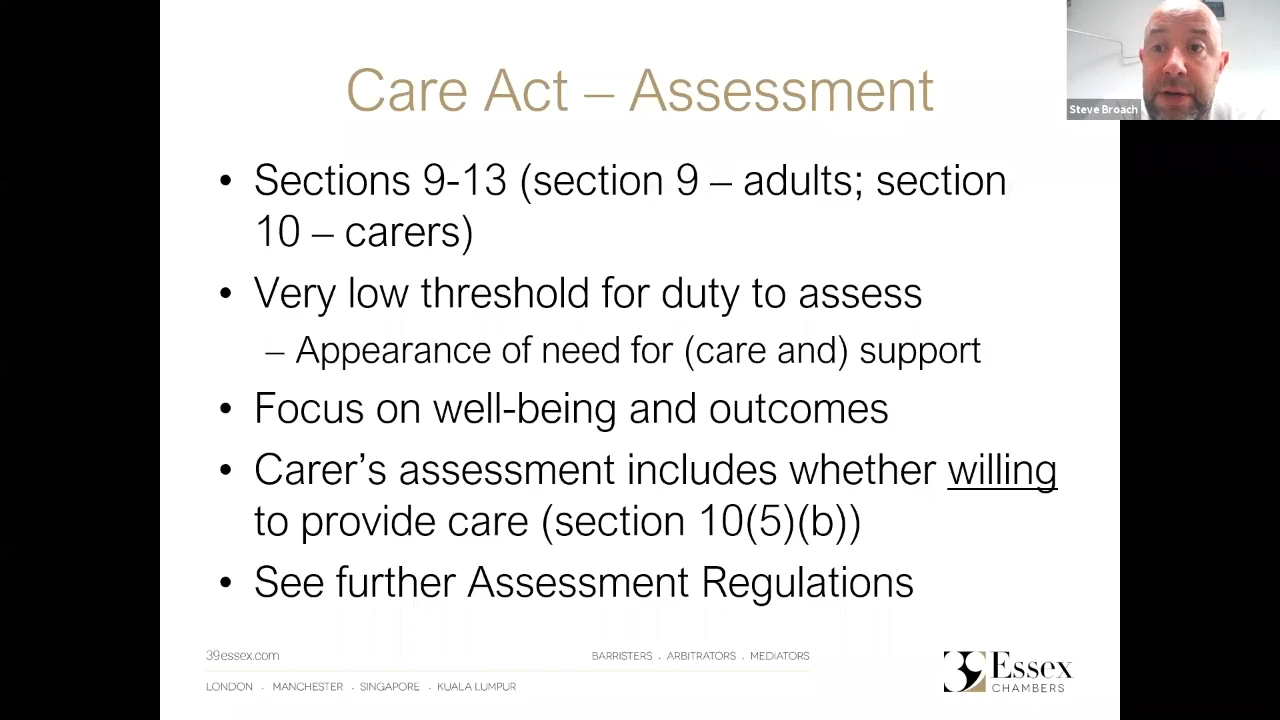 Care Act – Assessment
Steve Broach
• Sections 9-13 (section 9 – adults; section
10 – carers)
• Very low threshold for duty to assess
– Appearance of need for (care and) support
• Focus on well-being and outcomes
• Carer’s assessment includes whether willing
to provide care (section 10(5)(b))
• See further Assessment Regulations
39essex.com
BARRISTERS . ARBITRATORS . MEDIATORS
LONDON . MANCHESTER . SINGAPORE . KUALA LUMPUR
39 Essex
CHAMBERS